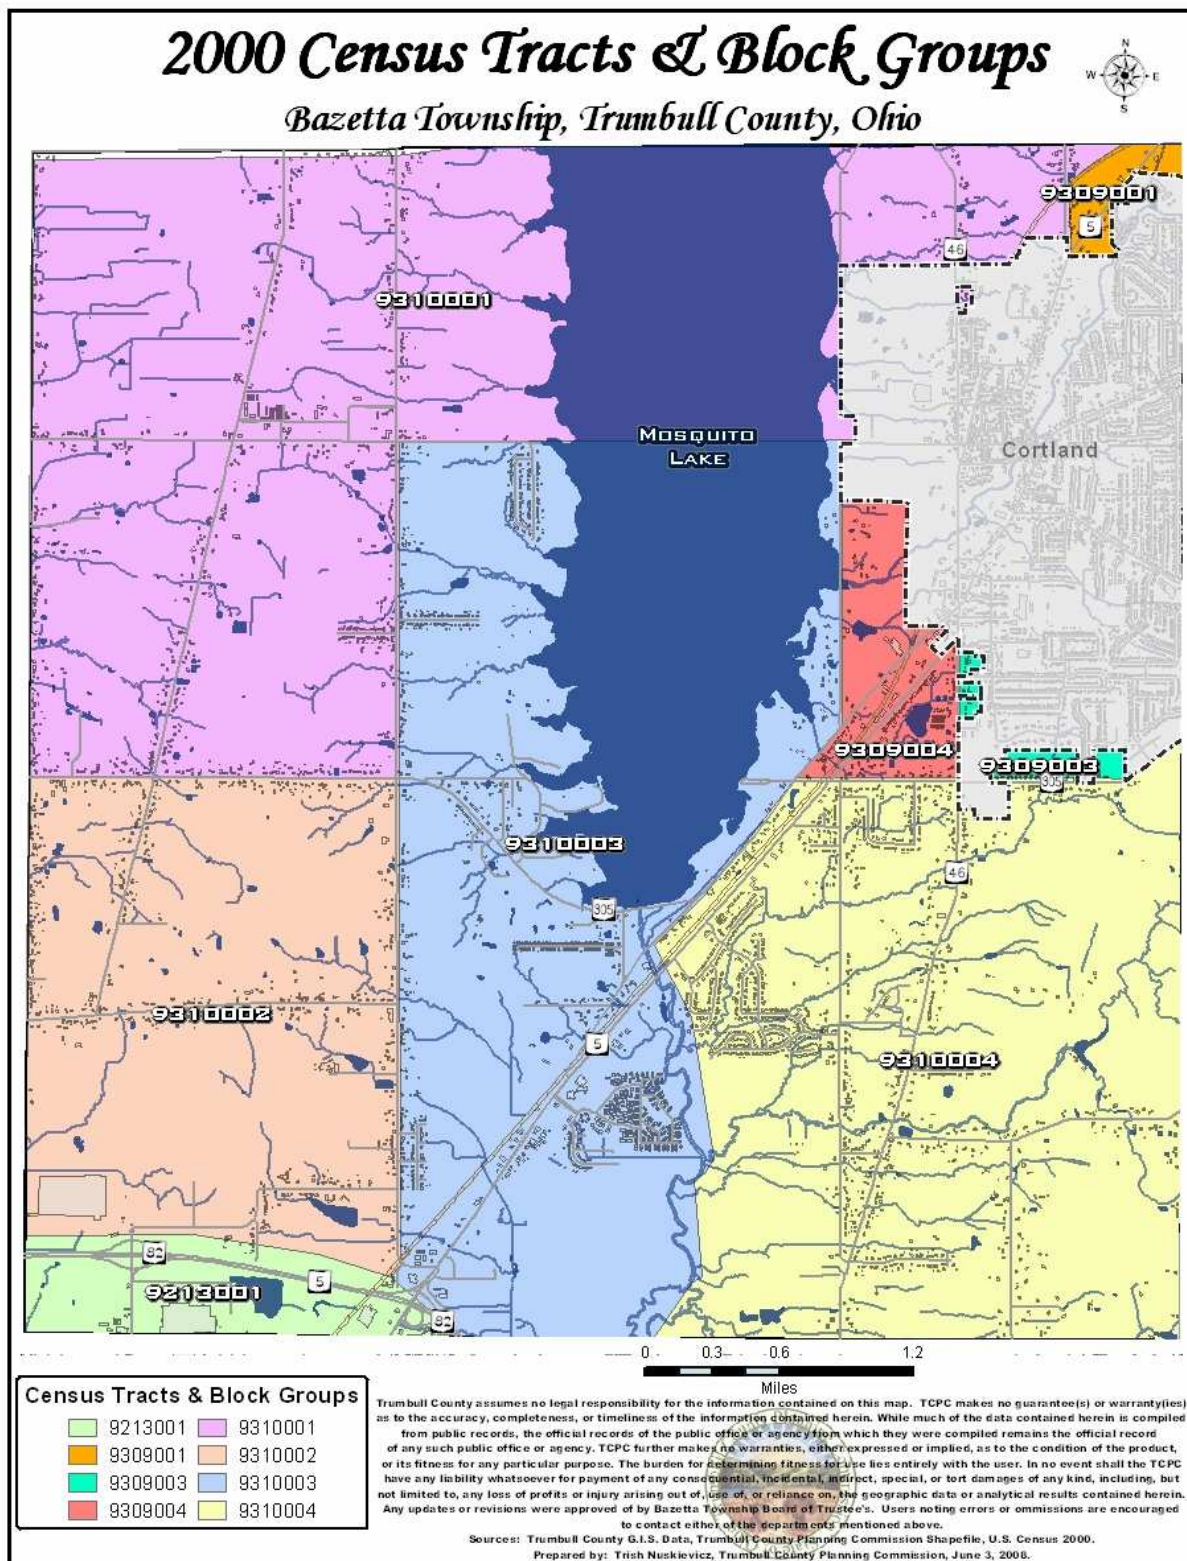 2000 Census Tracts & Block Groups
N
W E
S
Bazetta Township, Trumbull County, Ohio
9309001
5
46
9310001
Mosquito
Lake
Cortland
9309004
9309003
305
9310003
46
305
9310002
5
9310004
82
5
9213001
82
0 0.3 0.6 1.2
Miles
Census Tracts & Block Groups
9213001 9310001
9309001 9310002
9309003 9310003
9309004 9310004
Trumbull County assumes no legal responsibility for the information contained on this map. TCPC makes no guarantee(s) or warranty(ies)
as to the accuracy, completeness, or timeliness of the information contained herein. While much of the data contained herein is compiled
from public records, the official records of the public office or agency from which they were compiled remains the official record
of any such public office or agency. TCPC further makes no warranties, either expressed or implied, as to the condition of the product,
or its fitness for any particular purpose. The burden for determining fitness for use lies entirely with the user. In no event shall the TCPC
have any liability whatsoever for payment of any consequential, incidental, indirect, special, or tort damages of any kind, including, but
not limited to, any loss of profits or injury arising out of, use of, or reliance on, the geographic data or analytical results contained herein.
Any updates or revisions were approved of by Bazetta Township Board of Trustee's. Users noting errors or ommissions are encouraged
to contact either of the departments mentioned above.
Sources: Trumbull County G.I.S. Data, Trumbull County Planning Commission Shapefile, U.S. Census 2000.
Prepared by: Trish Nuskievicz, Trumbull County Planning Commission, June 3, 2008.